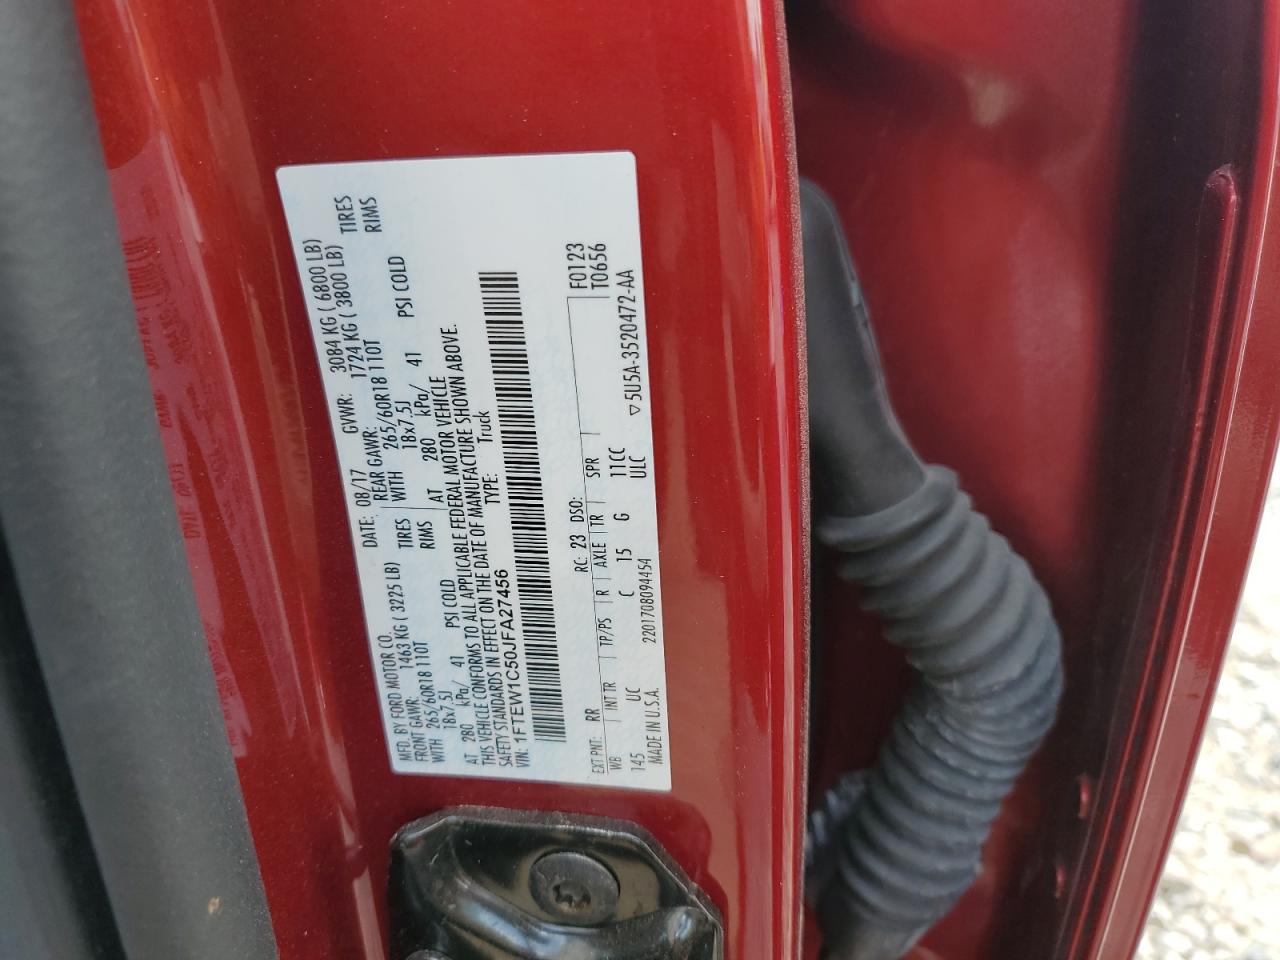 MFD. BY FORD MOTOR CO. DATE: 08/17 GVWR: 3084 KG ( 6800 LB)
FRONT GAWR: 1463 KG ( 3225 LB) REAR GAWR: 1724 KG ( 3800 LB)
WITH 265/60R18 110T TIRES WITH 265/60R18 110T TIRES
18x7.5J RIMS 18x7.5J RIMS
AT 280 kPa/ 41 PSI COLD AT 280 kPa/ 41 PSI COLD
THIS VEHICLE CONFORMS TO ALL APPLICABLE FEDERAL MOTOR VEHICLE
SAFETY STANDARDS IN EFFECT ON THE DATE OF MANUFACTURE SHOWN ABOVE.
VIN: 1FTEW1C50JFA27456 TYPE: Truck
EXT PNT: RR RC: 23 DSO: F0123
WB INT TR TP/PS R AXLE TR SPR T0656
145 UC C 15 G 11CC
ULC ▽5U5A-3520472-AA
MADE IN U.S.A. 2201708094454